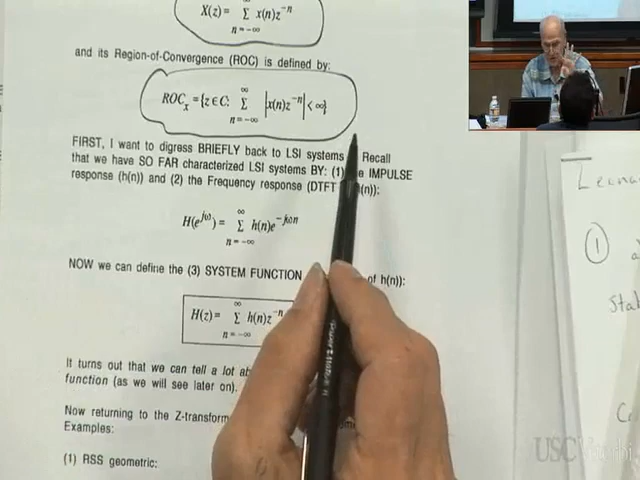 X(z)= ∞ Σ n=-∞ x(n)z⁻ⁿ
and its Region-of-Convergence (ROC) is defined by:
ROCₓ = {z∈C: ∞ Σ n=-∞ |x(n)z⁻ⁿ| < ∞}
FIRST, I want to digress BRIEFLY back to LSI systems Recall
that we have SO FAR characterized LSI systems BY: (1) IMPULSE
response (h(n)) and (2) the Frequency response (DTFT
H(e^{jω})= ∞ Σ n=-∞ h(n)e^{-jωn}
NOW we can define the (3) SYSTEM FUNCTION of h(n)):
H(z)= ∞ Σ n=-∞ h(n)z⁻ⁿ
It turns out that we can tell a lot
function (as we will see later on).
Now returning to the Z-transform
Examples:
(1) RSS geometric:
①
USC